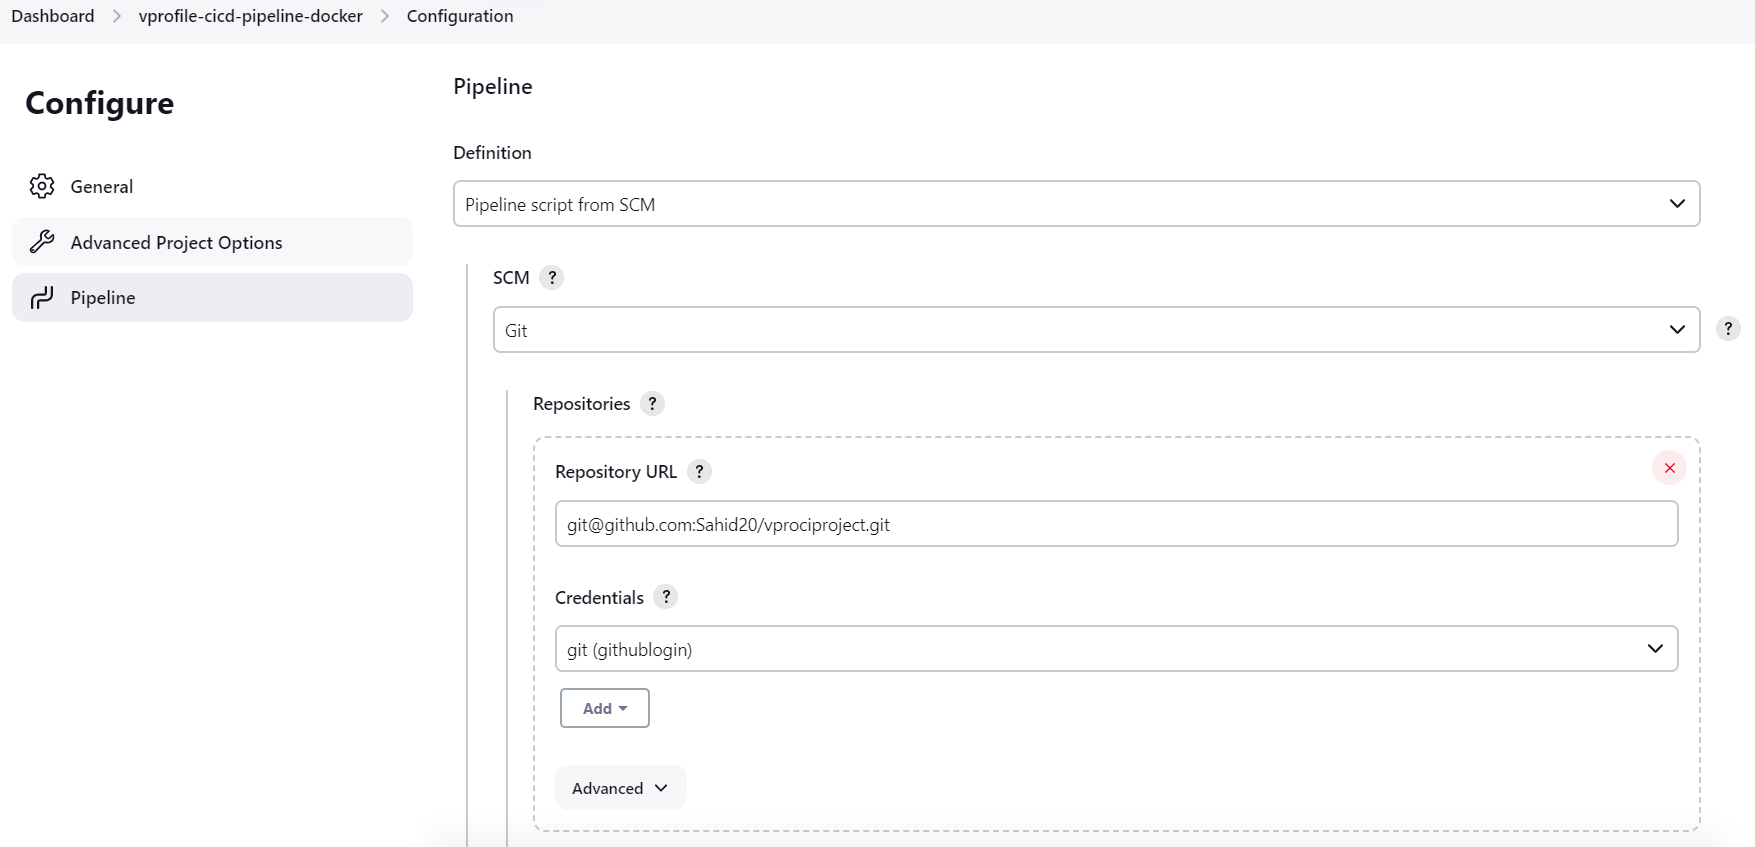 Dashboard > vprofile-cicd-pipeline-docker > Configuration
Configure
General
Advanced Project Options
Pipeline
Pipeline
Definition
Pipeline script from SCM
SCM ?
Git
?
Repositories ?
Repository URL ?
git@github.com:Sahid20/vprociproject.git
Credentials ?
git (githublogin)
Add
Advanced